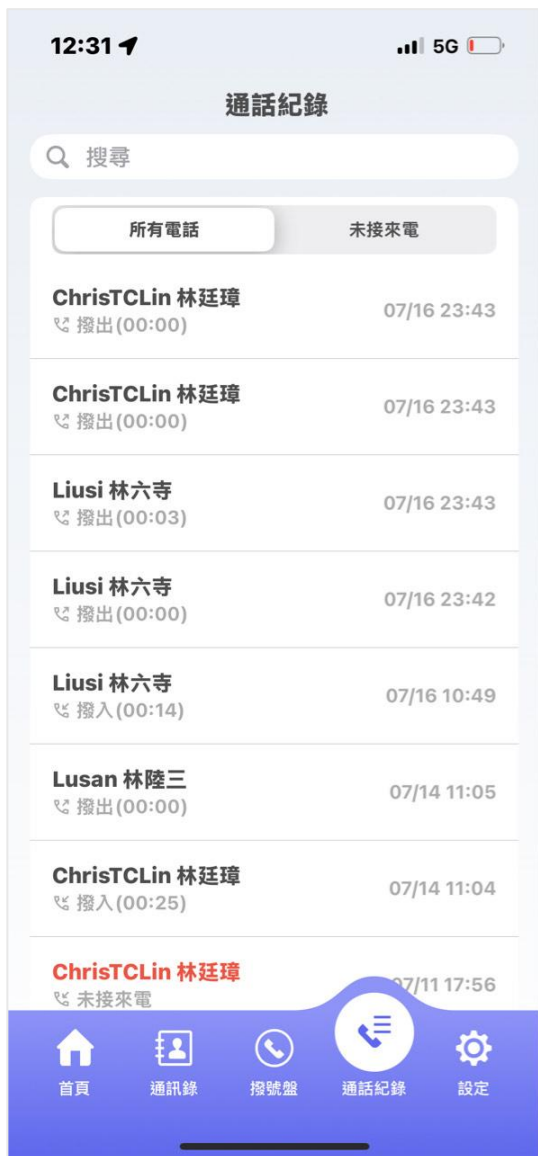 12:31
5G
通話紀錄
搜尋
所有電話 未接來電
ChrisTCLin 林廷璋
撥出(00:00)
07/16 23:43
ChrisTCLin 林廷璋
撥出(00:00)
07/16 23:43
Liusi 林六寺
撥出(00:03)
07/16 23:43
Liusi 林六寺
撥出(00:00)
07/16 23:42
Liusi 林六寺
撥入(00:14)
07/16 10:49
Lusan 林陸三
撥出(00:00)
07/14 11:05
ChrisTCLin 林廷璋
撥入(00:25)
07/14 11:04
ChrisTCLin 林廷璋
未接來電
07/11 17:56
首頁 通訊錄 撥號盤 通話紀錄 設定